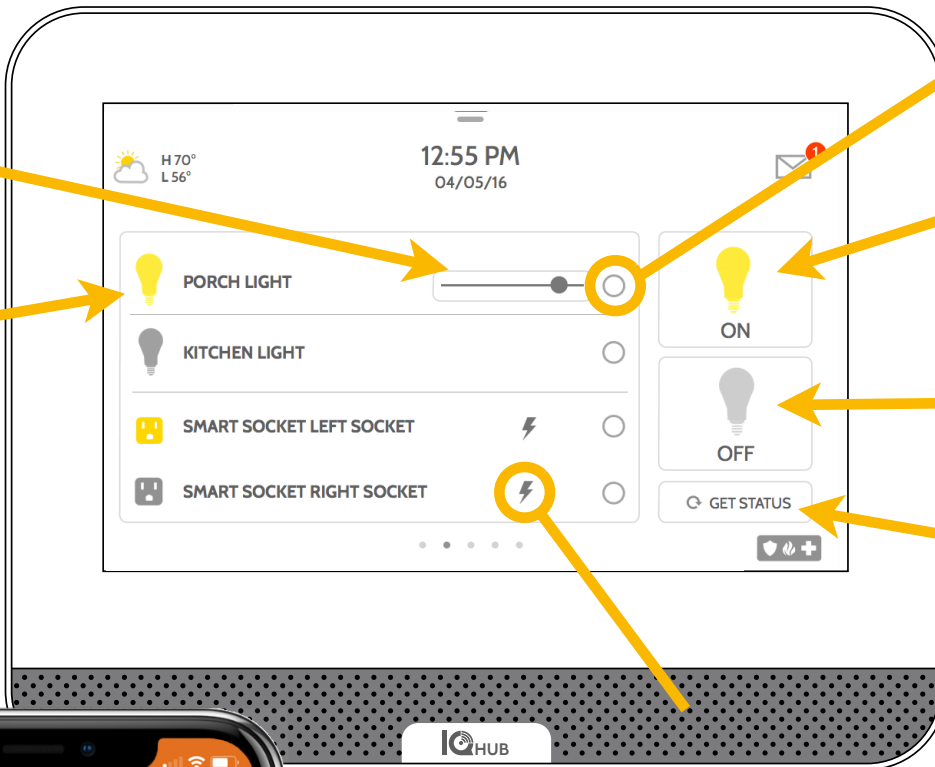 H 70°
L 56°
12:55 PM
04/05/16
1
PORCH LIGHT
KITCHEN LIGHT
SMART SOCKET LEFT SOCKET
SMART SOCKET RIGHT SOCKET
ON
OFF
GET STATUS
IQ HUB